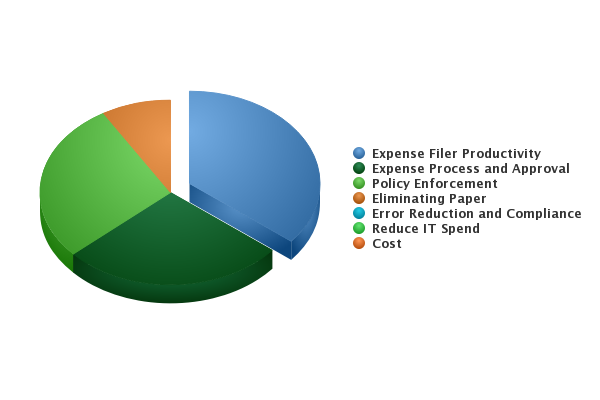 Expense Filer Productivity
Expense Process and Approval
Policy Enforcement
Eliminating Paper
Error Reduction and Compliance
Reduce IT Spend
Cost